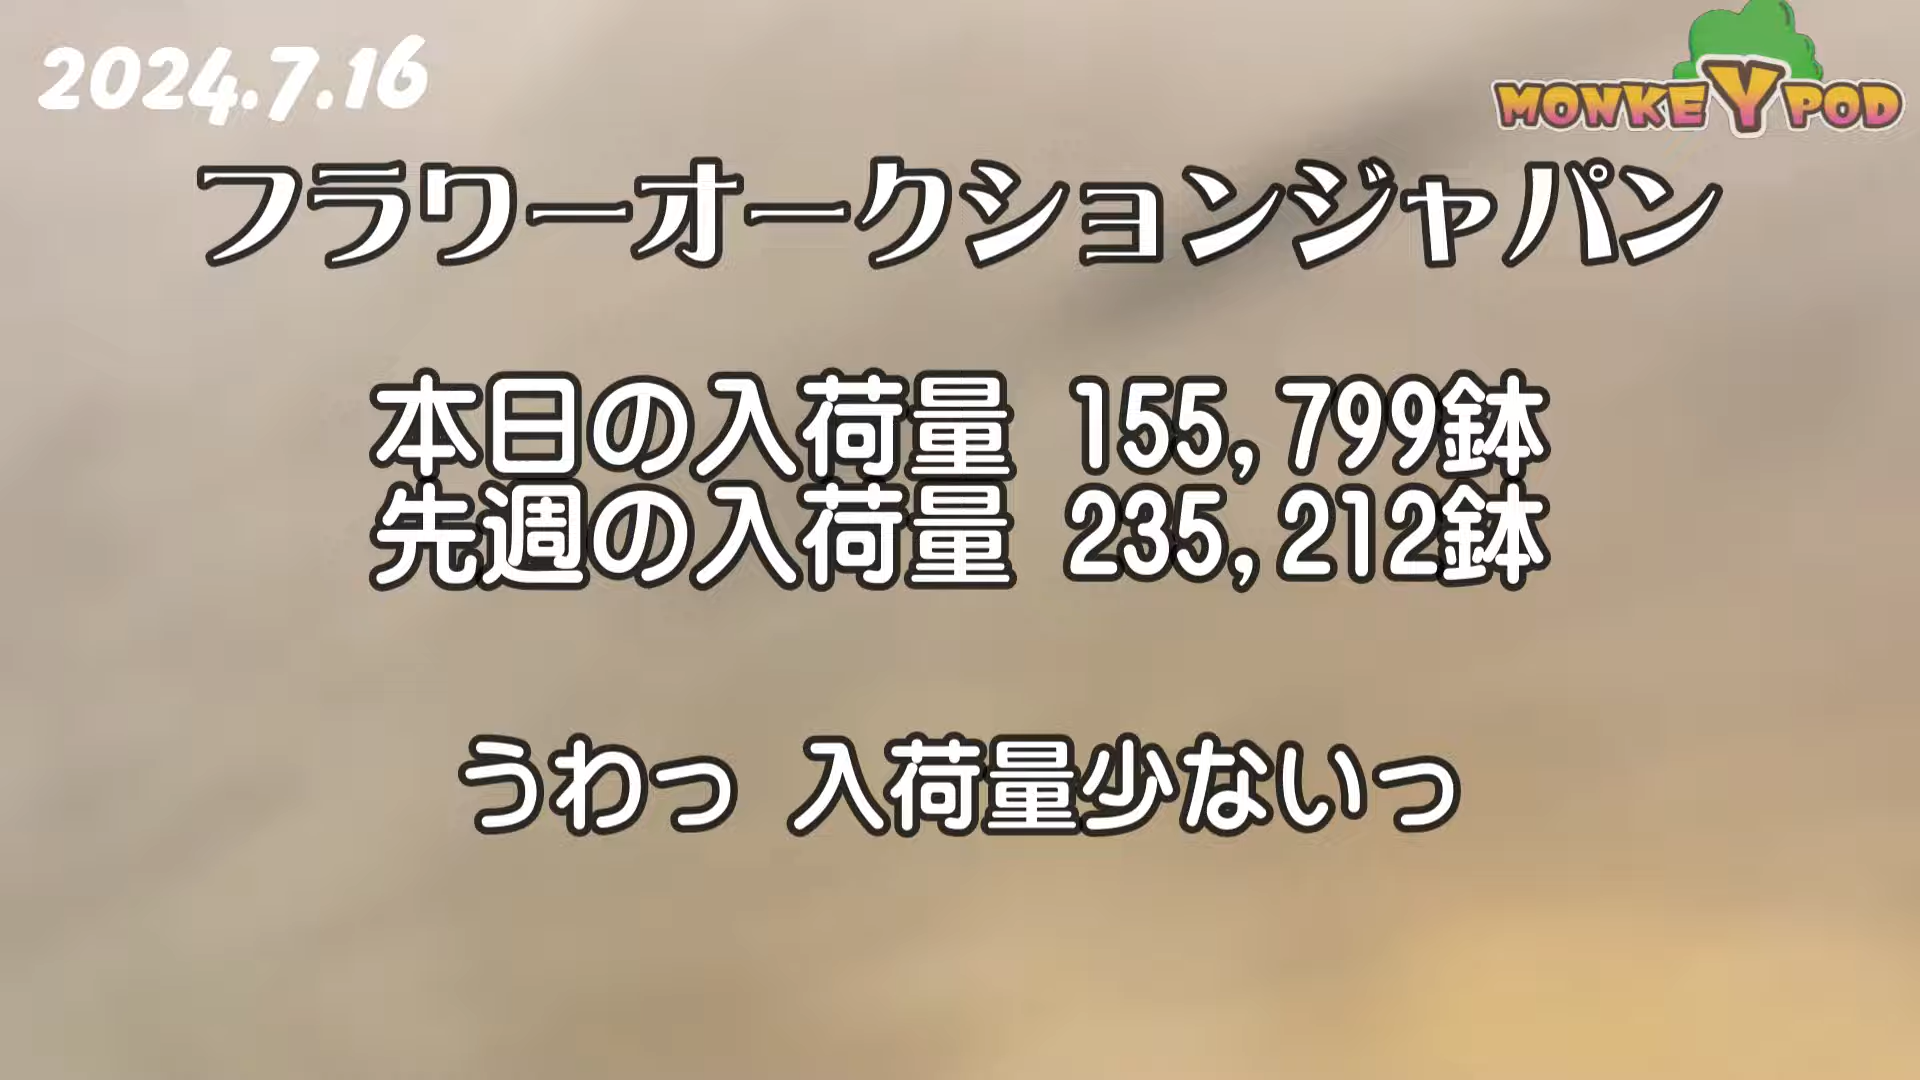 2024.7.16
MONKEYPOD
フラワーオークションジャパン
本日の入荷量 155,799鉢
先週の入荷量 235,212鉢
うわっ 入荷量少ないっ